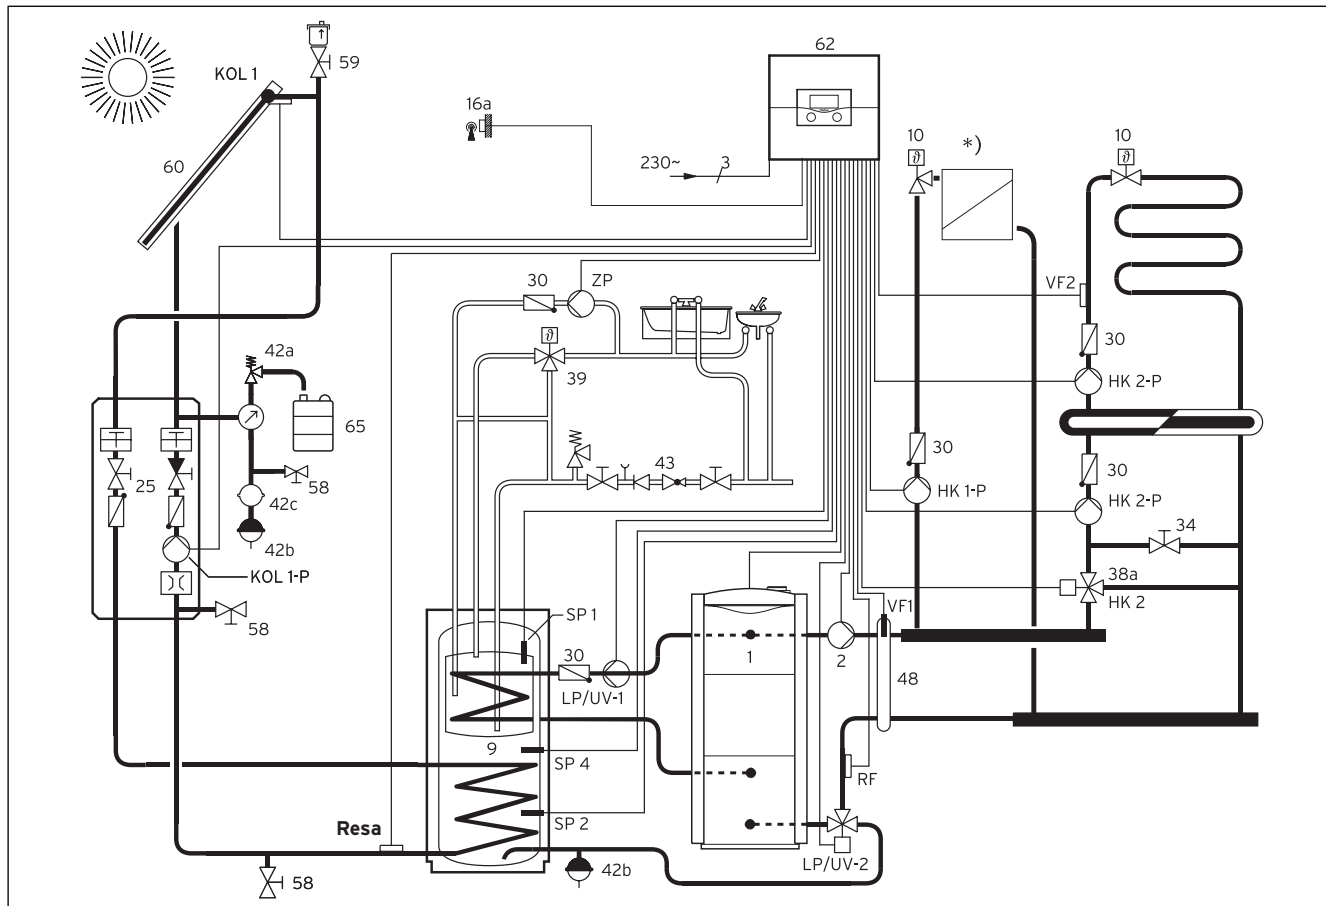 62
KOL 1
59
16a
10
*)
10
60
230~
3
30
ZP
VF2
30
42a
39
HK 2-P
65
30
43
30
25
58
HK 1-P
HK 2-P
42c
34
42b
KOL 1-P
38a
HK 2
58
SP 1
VF1
30
1
2
LP/UV-1
48
9
SP 4
RF
Resa
SP 2
LP/UV-2
58
42b
ϑ
ϑ
ϑ